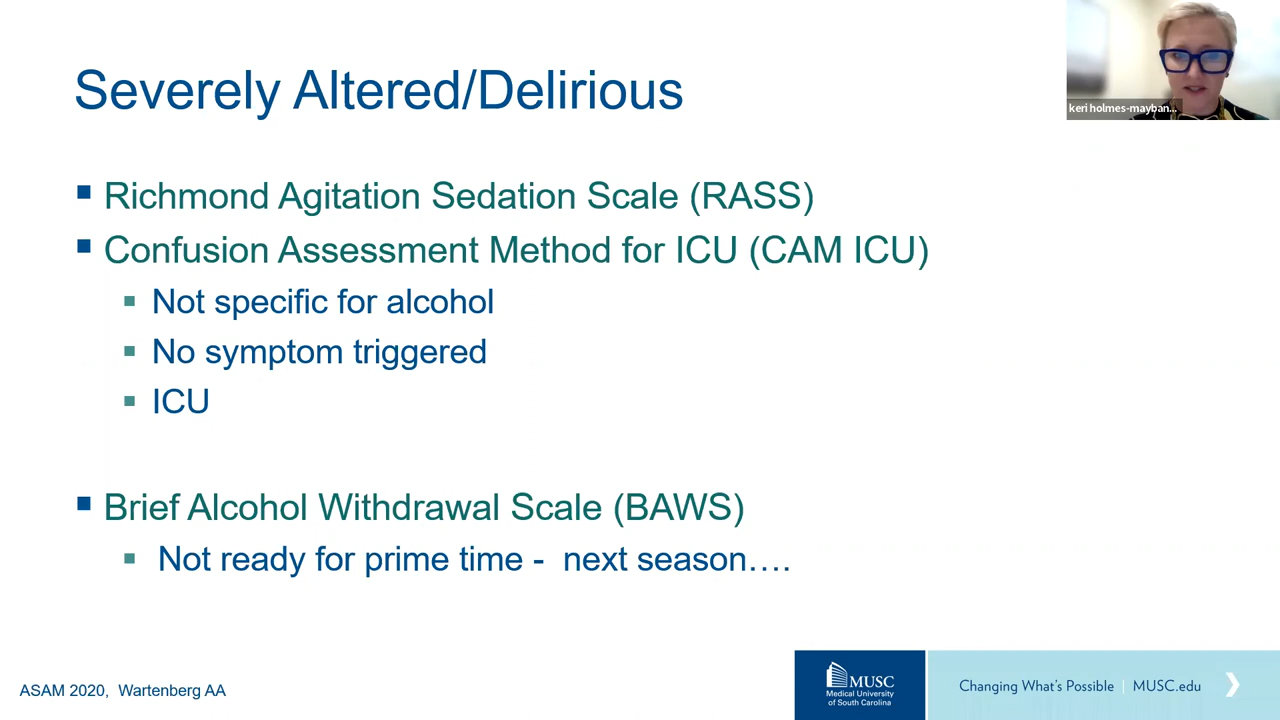 keri holmes-mayban...
Severely Altered/Delirious
Richmond Agitation Sedation Scale (RASS)
Confusion Assessment Method for ICU (CAM ICU)
Not specific for alcohol
No symptom triggered
ICU
Brief Alcohol Withdrawal Scale (BAWS)
Not ready for prime time -  next season….
ASAM 2020,  Wartenberg AA
MUSC
Medical University
of South Carolina
Changing What's Possible | MUSC.edu